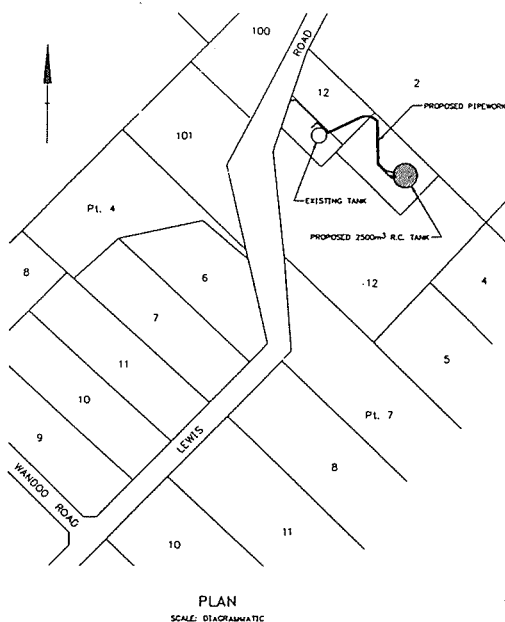 100
ROAD
12
2
PROPOSED PIPEWORK
101
EXISTING TANK
Pt. 4
PROPOSED 2500m³ R.C. TANK
8
6
12
4
7
5
11
10
Pt. 7
9
LEWIS
8
WANDOO ROAD
11
10
PLAN
SCALE: DIAGRAMMATIC